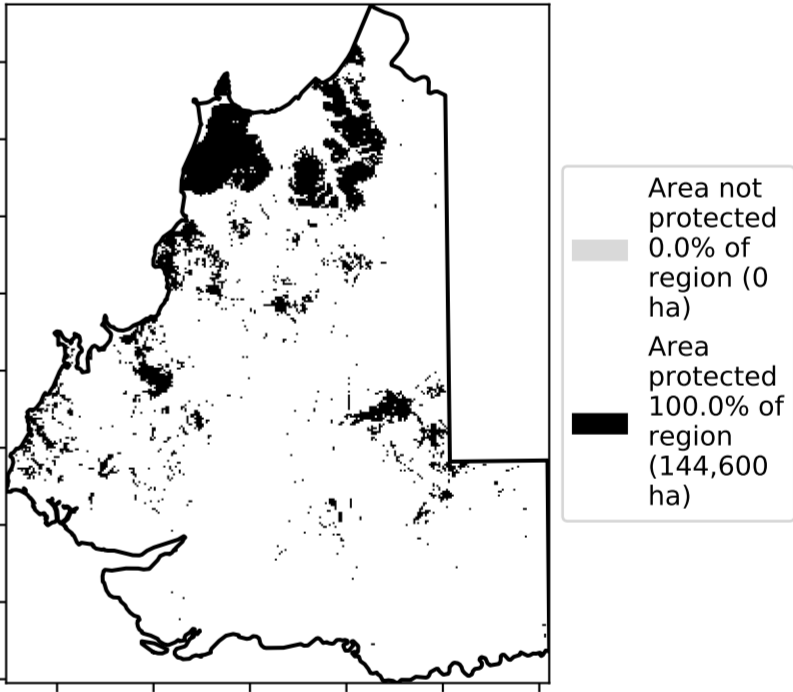 Area not
protected
0.0% of
region (0
ha)
Area
protected
100.0% of
region
(144,600
ha)